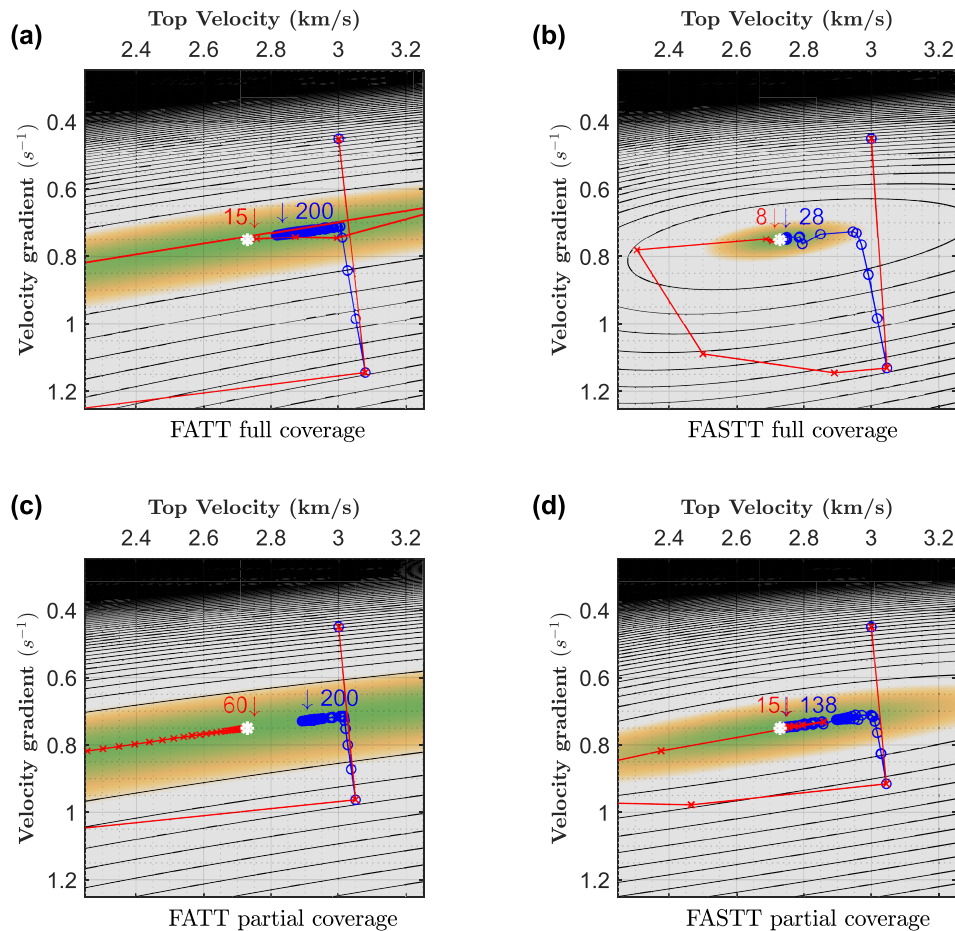 Top Velocity (km/s)
Top Velocity (km/s)
(a)
(b)
2.4 2.6 2.8 3 3.2
2.4 2.6 2.8 3 3.2
Velocity gradient (s⁻¹)
0.4
0.6
0.8
1
1.2
15↓ ↓ 200
Velocity gradient (s⁻¹)
0.4
0.6
0.8
1
1.2
8↓↓ 28
FATT full coverage
FASTT full coverage
Top Velocity (km/s)
Top Velocity (km/s)
(c)
(d)
2.4 2.6 2.8 3 3.2
2.4 2.6 2.8 3 3.2
Velocity gradient (s⁻¹)
0.4
0.6
0.8
1
1.2
60↓ ↓ 200
Velocity gradient (s⁻¹)
0.4
0.6
0.8
1
1.2
15↓↓138
FATT partial coverage
FASTT partial coverage